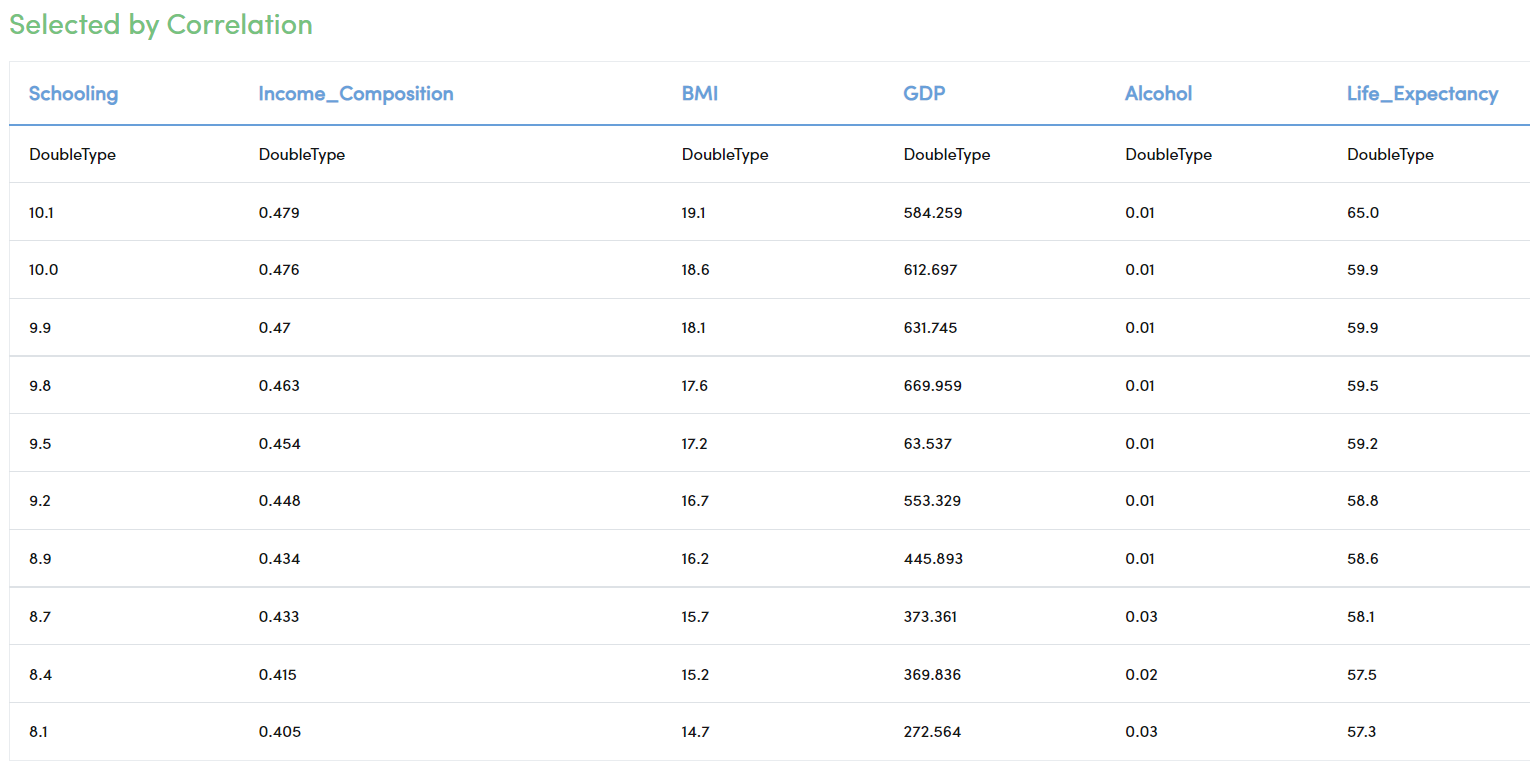 Selected by Correlation
Schooling Income_Composition BMI GDP Alcohol Life_Expectancy
DoubleType DoubleType DoubleType DoubleType DoubleType DoubleType
10.1 0.479 19.1 584.259 0.01 65.0
10.0 0.476 18.6 612.697 0.01 59.9
9.9 0.47 18.1 631.745 0.01 59.9
9.8 0.463 17.6 669.959 0.01 59.5
9.5 0.454 17.2 63.537 0.01 59.2
9.2 0.448 16.7 553.329 0.01 58.8
8.9 0.434 16.2 445.893 0.01 58.6
8.7 0.433 15.7 373.361 0.03 58.1
8.4 0.415 15.2 369.836 0.02 57.5
8.1 0.405 14.7 272.564 0.03 57.3